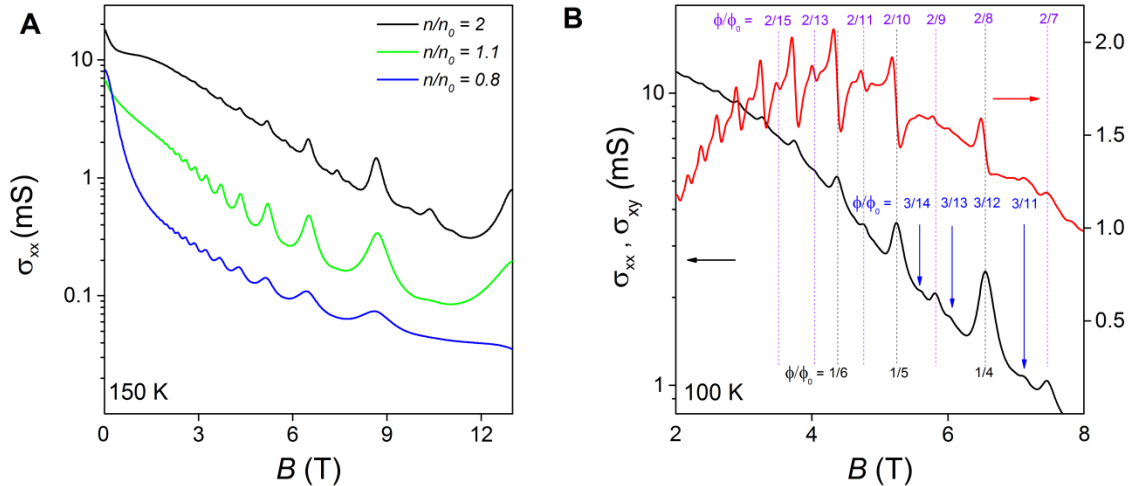 A
n/n₀ = 2
n/n₀ = 1.1
n/n₀ = 0.8
10
1
0.1
σxx (mS)
150 K
0 3 6 9 12
B (T)
B
ϕ/ϕ₀ = 2/15 2/13 2/11 2/10 2/9 2/8 2/7
2.0
1.5
1.0
0.5
10
1
σxx , σxy (mS)
ϕ/ϕ₀ = 3/14 3/13 3/12 3/11
ϕ/ϕ₀ = 1/6 1/5 1/4
100 K
2 4 6 8
B (T)